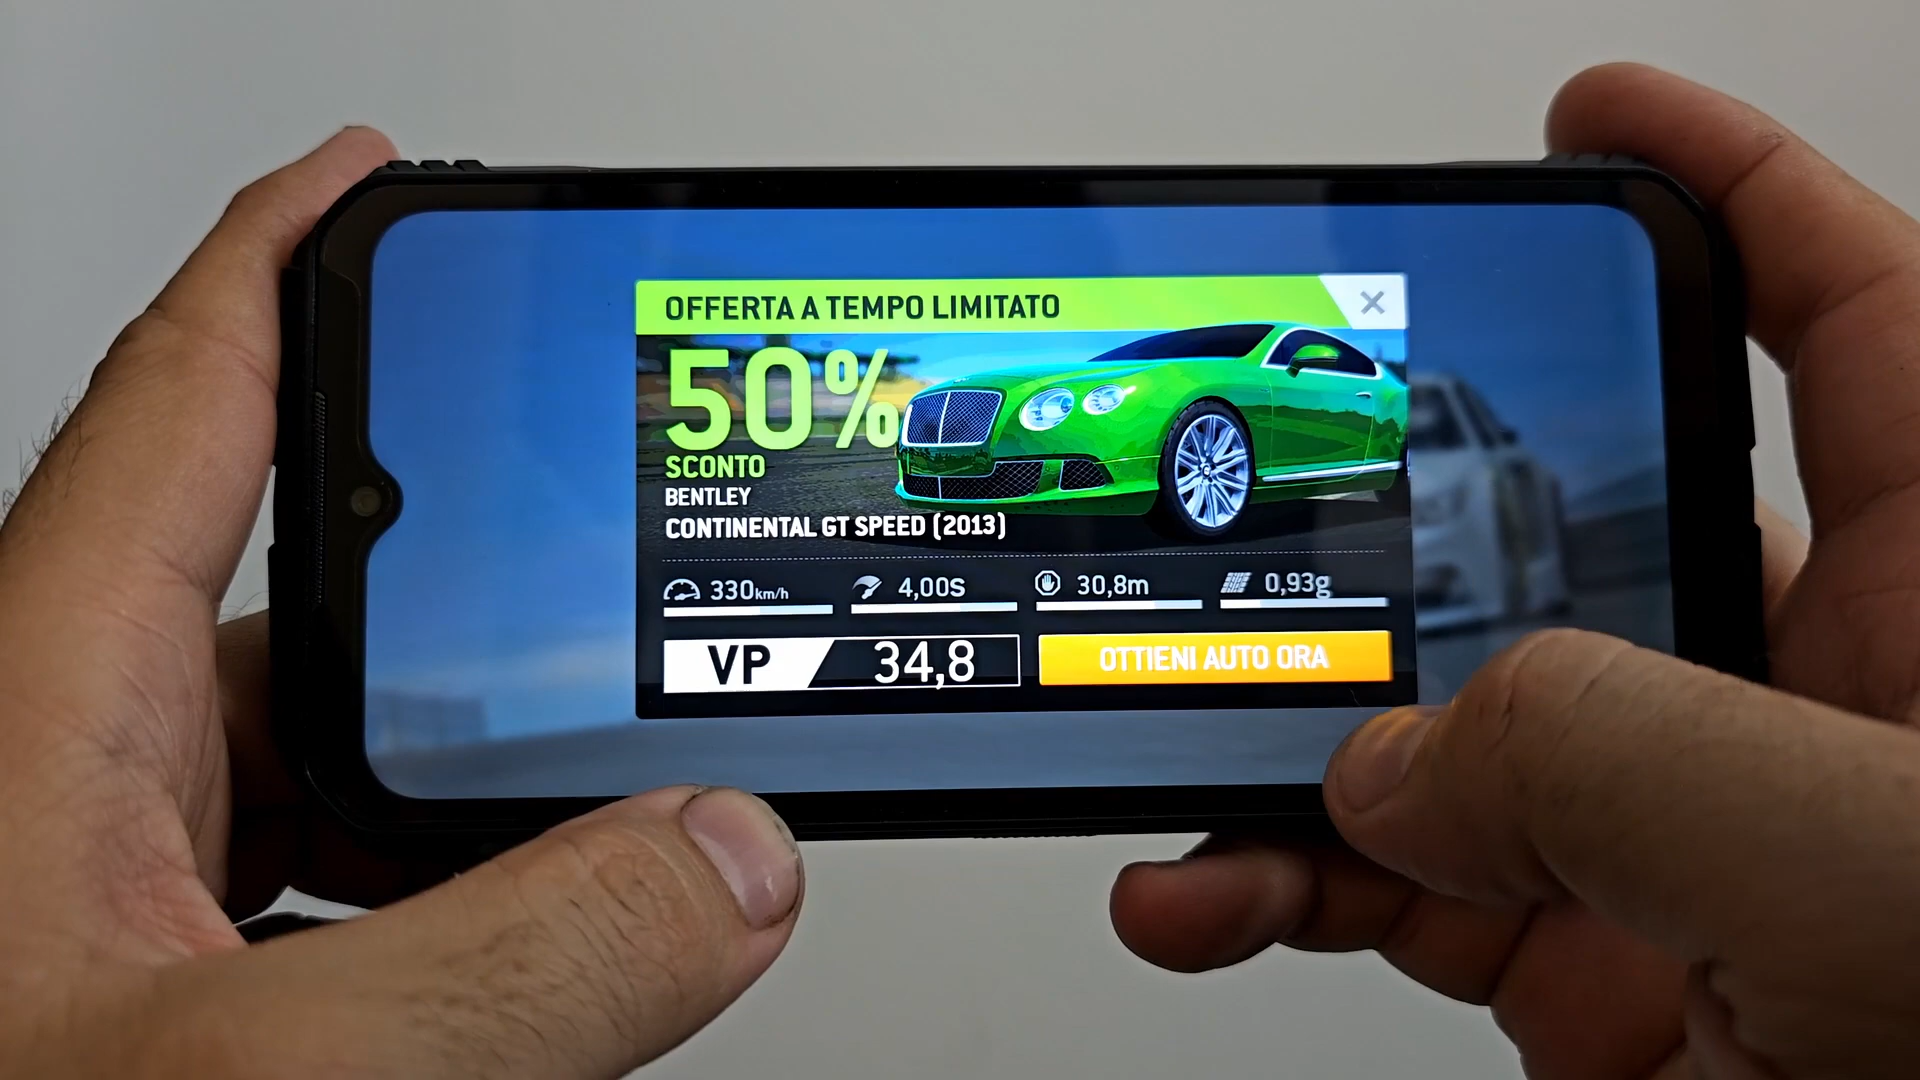 OFFERTA A TEMPO LIMITATO
50%
SCONTO
BENTLEY
CONTINENTAL GT SPEED (2013)
330km/h 4,00S 30,8m 0,93g
VP 34,8 OTTIENI AUTO ORA